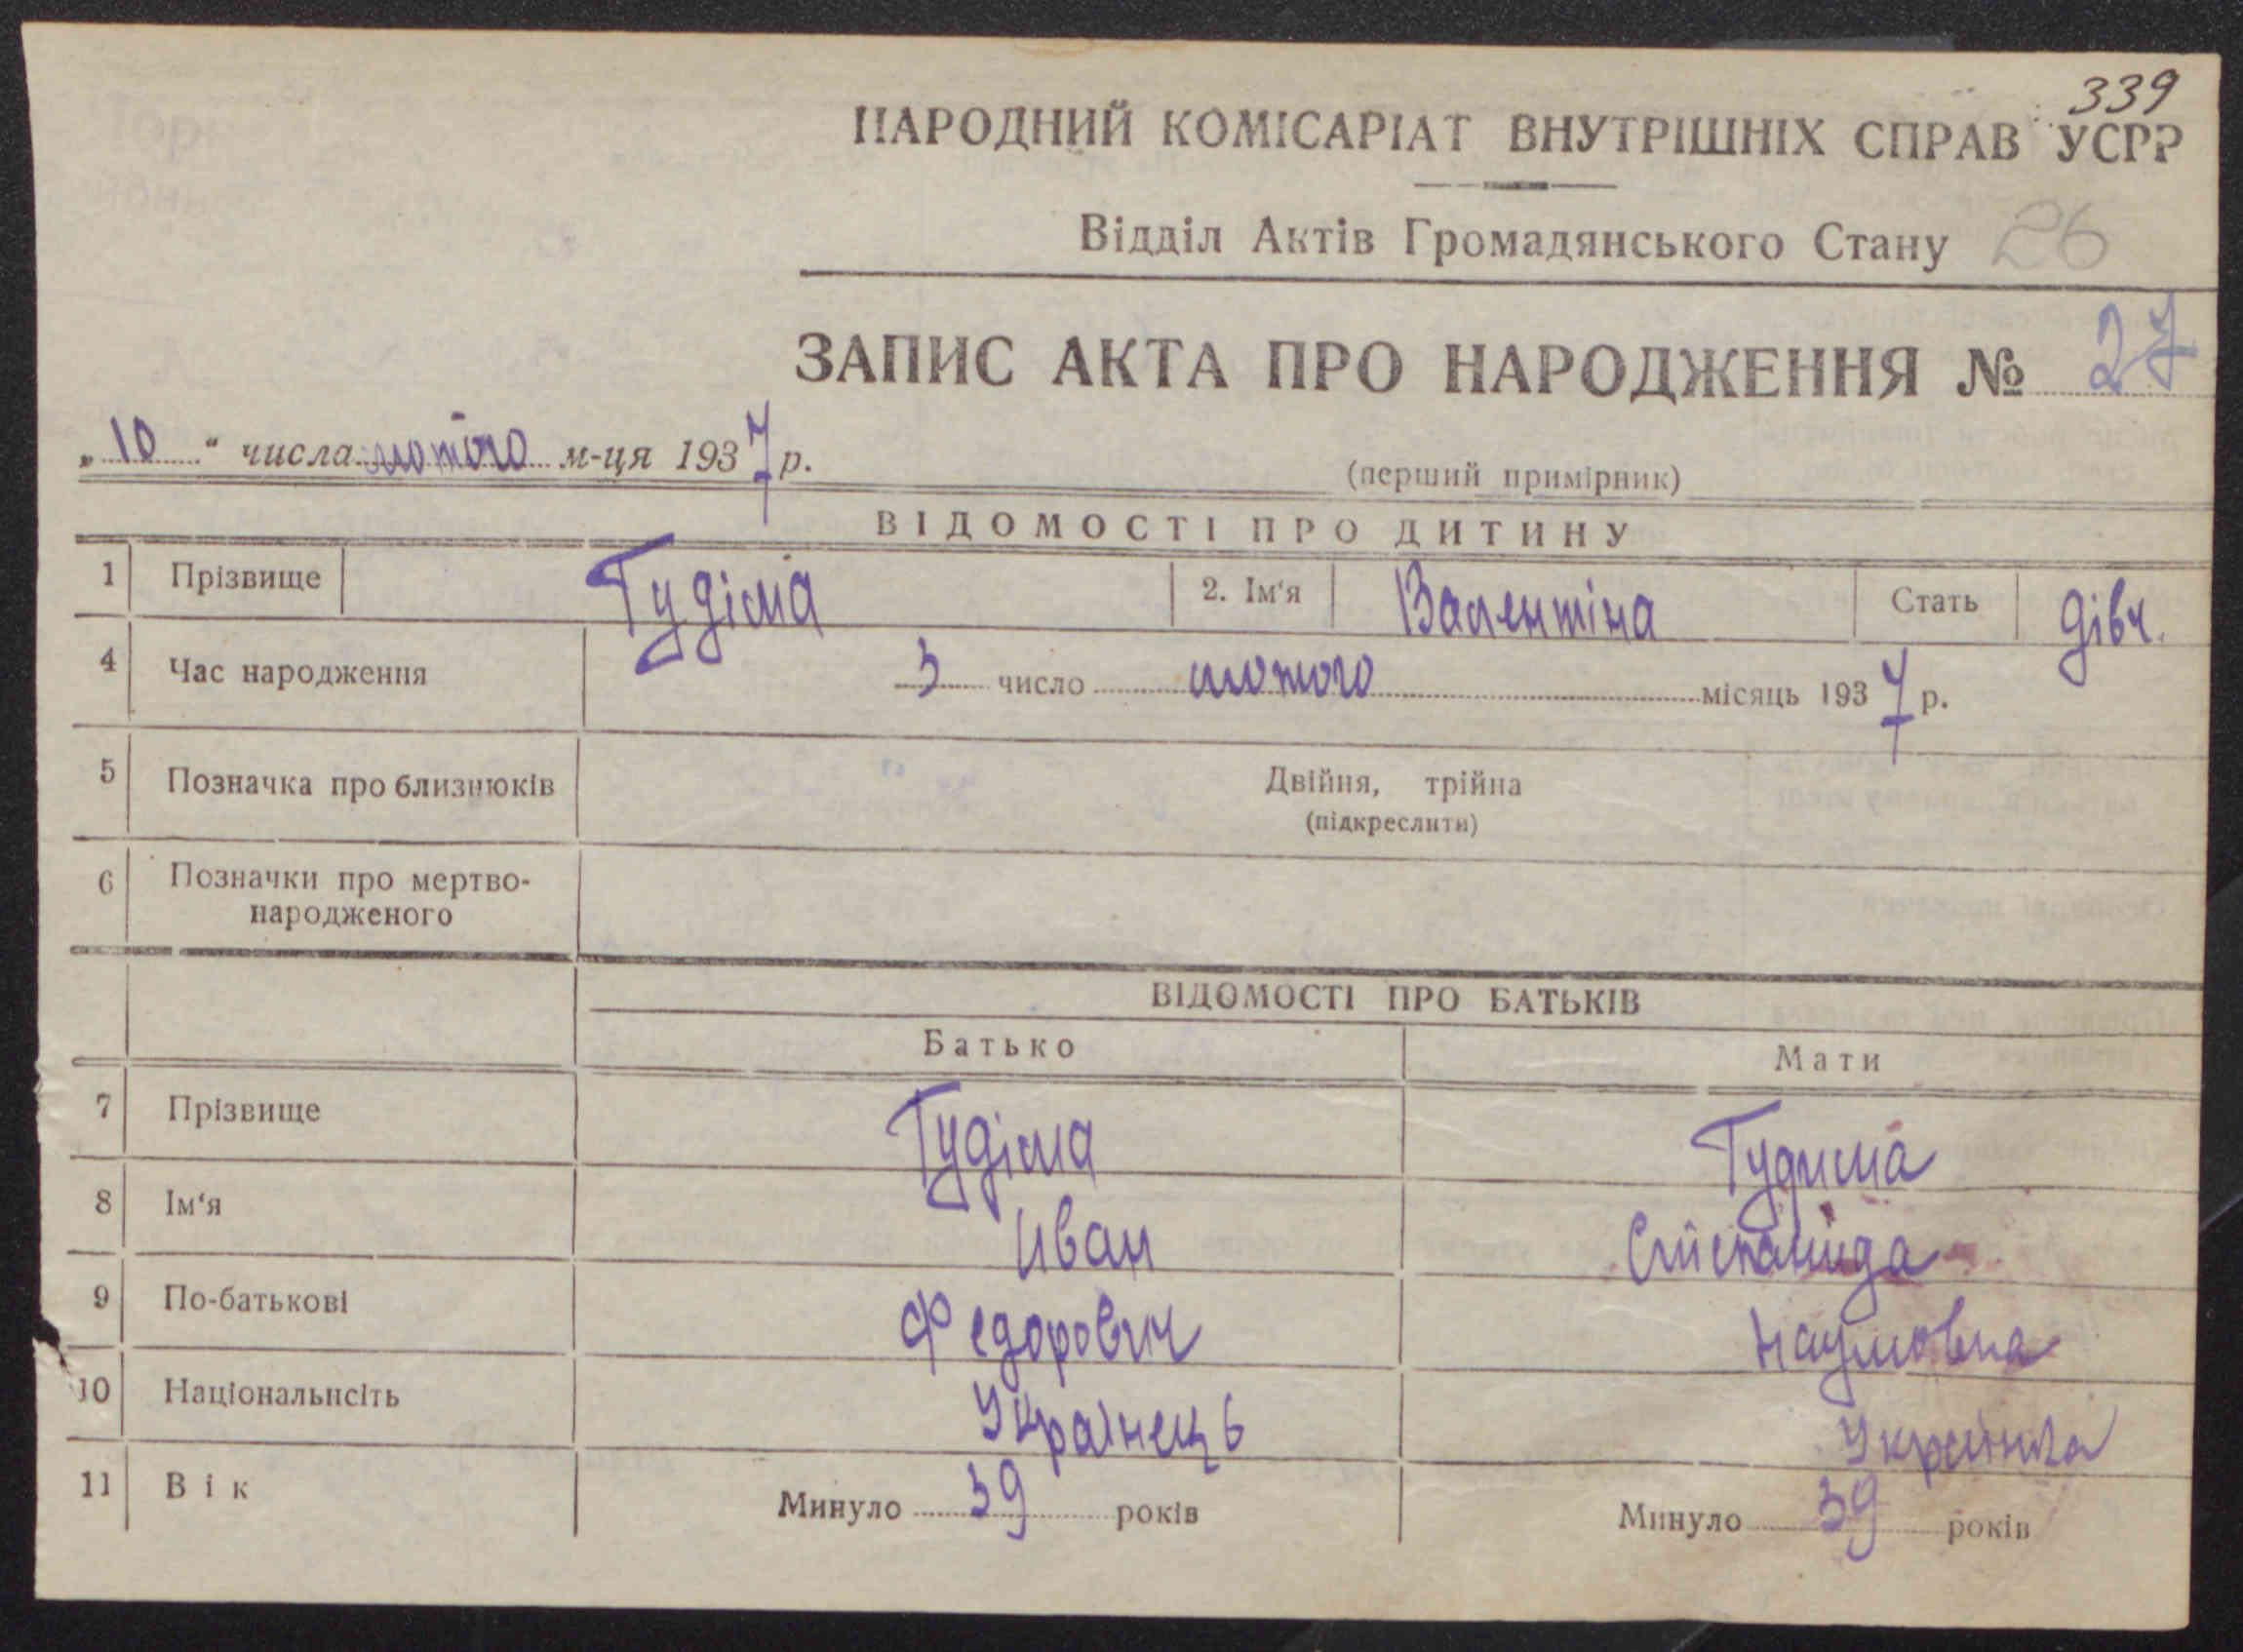 339
НАРОДНИЙ КОМІСАРІАТ ВНУТРІШНІХ СПРАВ УСРР
Відділ Актів Громадянського Стану 26
ЗАПИС АКТА ПРО НАРОДЖЕННЯ № 27
„10“ числа лютого м-ця 1937 р.
(перший примірник)
ВІДОМОСТІ ПРО ДИТИНУ
1 Прізвище Гудіма 2. Ім'я Валентіна Стать дівч.
4 Час народження 3 число лютого місяць 1937 р.
5 Позначка про близнюків Двійня, трійна
(підкреслити)
6 Позначки про мертво-
народженого
ВІДОМОСТІ ПРО БАТЬКІВ
Батько Мати
7 Прізвище Гудіма Гудима
8 Ім'я Иван
9 По-батькові Федорович Наумовна
10 Національнсіть Українець Українка
11 Вік Минуло 39 років Минуло 39 років